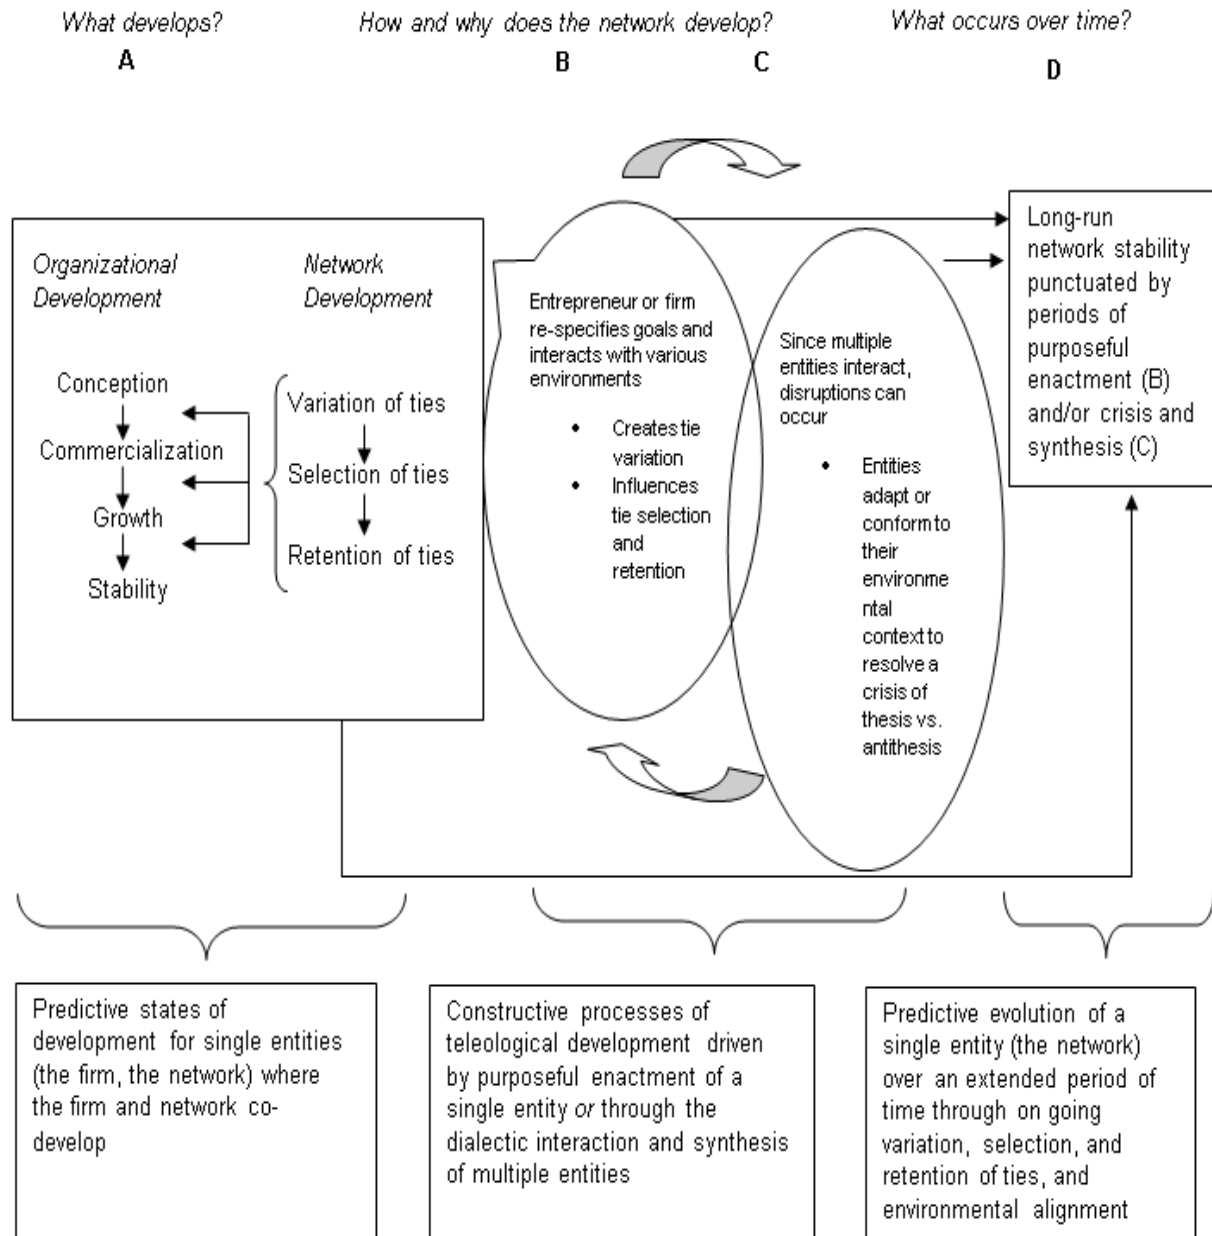 What develops?
How and why does the network develop?
What occurs over time?
A
B
C
D
Organizational
Development
Network
Development
Conception
Commercialization
Growth
Stability
Variation of ties
Selection of ties
Retention of ties
Entrepreneur or firm
re-specifies goals and
interacts with various
environments
• Creates tie
variation
• Influences
tie selection
and
retention
Since multiple
entities interact,
disruptions can
occur
• Entities
adapt or
conform to
their
environme
ntal
context to
resolve a
crisis of
thesis vs.
antithesis
Long-run
network stability
punctuated by
periods of
purposeful
enactment (B)
and/or crisis and
synthesis (C)
Predictive states of
development for single entities
(the firm, the network) where
the firm and network co-
develop
Constructive processes of
teleological development driven
by purposeful enactment of a
single entity or through the
dialectic interaction and synthesis
of multiple entities
Predictive evolution of a
single entity (the network)
over an extended period of
time through on going
variation, selection, and
retention of ties, and
environmental alignment